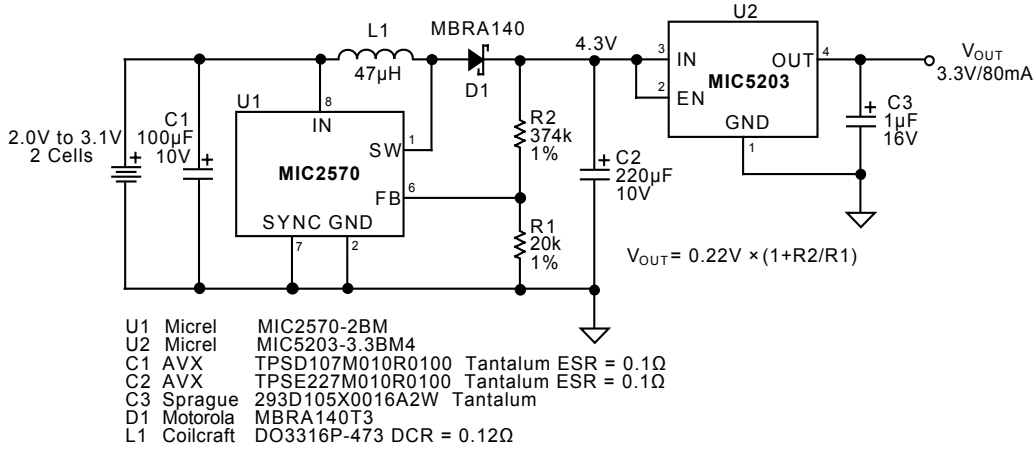 L1
47µH
MBRA140
D1
4.3V
U2
3
IN
2
EN
MIC5203
OUT
4
GND
1
VOUT
3.3V/80mA
C3
1µF
16V
2.0V to 3.1V
2 Cells
C1
100µF
10V
U1
8
IN
SW
1
MIC2570
FB
6
SYNC GND
7
2
R2
374k
1%
R1
20k
1%
C2
220µF
10V
VOUT = 0.22V × (1+R2/R1)
U1 Micrel MIC2570-2BM
U2 Micrel MIC5203-3.3BM4
C1 AVX TPSD107M010R0100 Tantalum ESR = 0.1Ω
C2 AVX TPSE227M010R0100 Tantalum ESR = 0.1Ω
C3 Sprague 293D105X0016A2W Tantalum
D1 Motorola MBRA140T3
L1 Coilcraft DO3316P-473 DCR = 0.12Ω